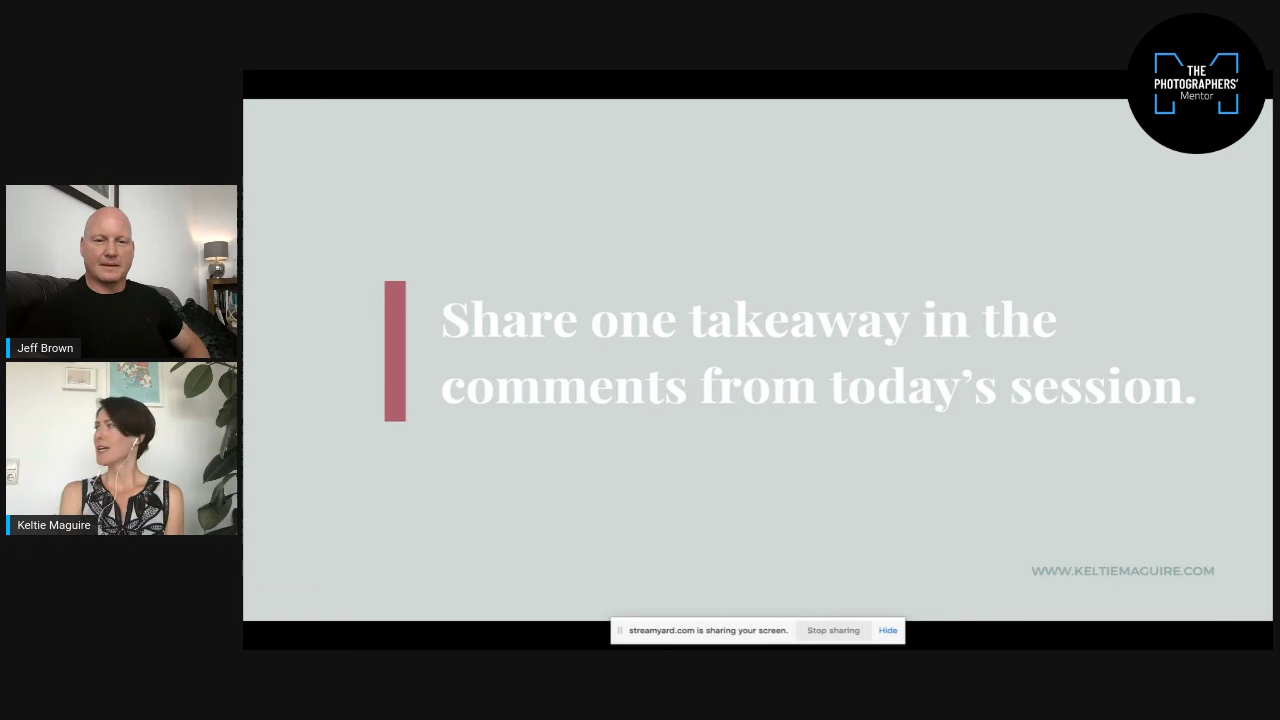 THE
PHOTOGRAPHERS'
Mentor
Jeff Brown
Keltie Maguire
Share one takeaway in the
comments from today’s session.
WWW.KELTIEMAGUIRE.COM
streamyard.com is sharing your screen.
Stop sharing
Hide